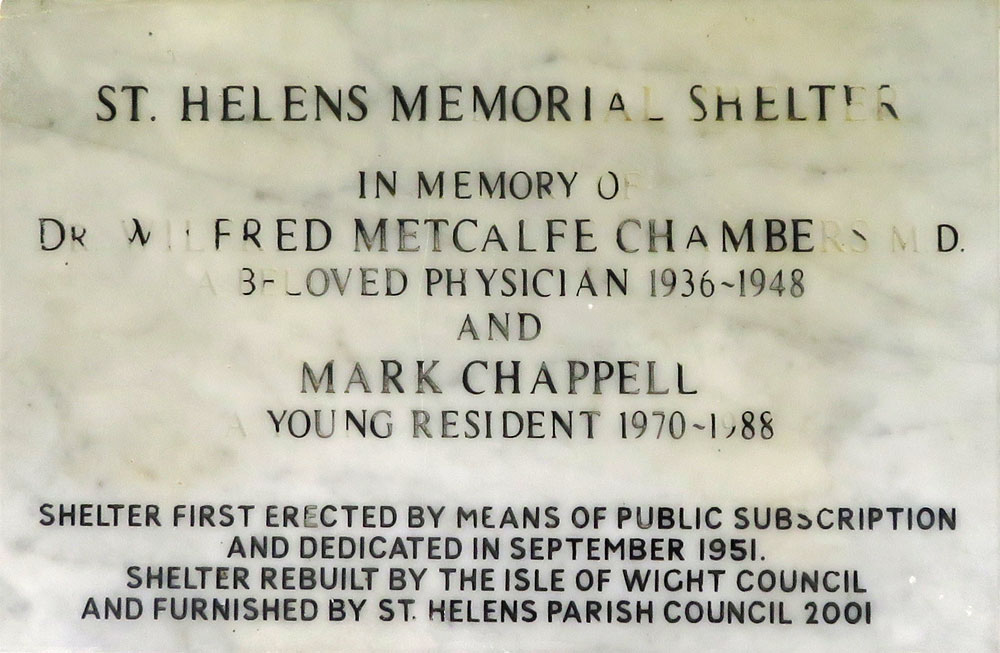 ST. HELENS MEMORIAL SHELTER
IN MEMORY OF
DR WILFRED METCALFE CHAMBERS M.D.
A BELOVED PHYSICIAN 1936~1948
AND
MARK CHAPPELL
A YOUNG RESIDENT 1970~1988
SHELTER FIRST ERECTED BY MEANS OF PUBLIC SUBSCRIPTION
AND DEDICATED IN SEPTEMBER 1951.
SHELTER REBUILT BY THE ISLE OF WIGHT COUNCIL
AND FURNISHED BY ST. HELENS PARISH COUNCIL 2001